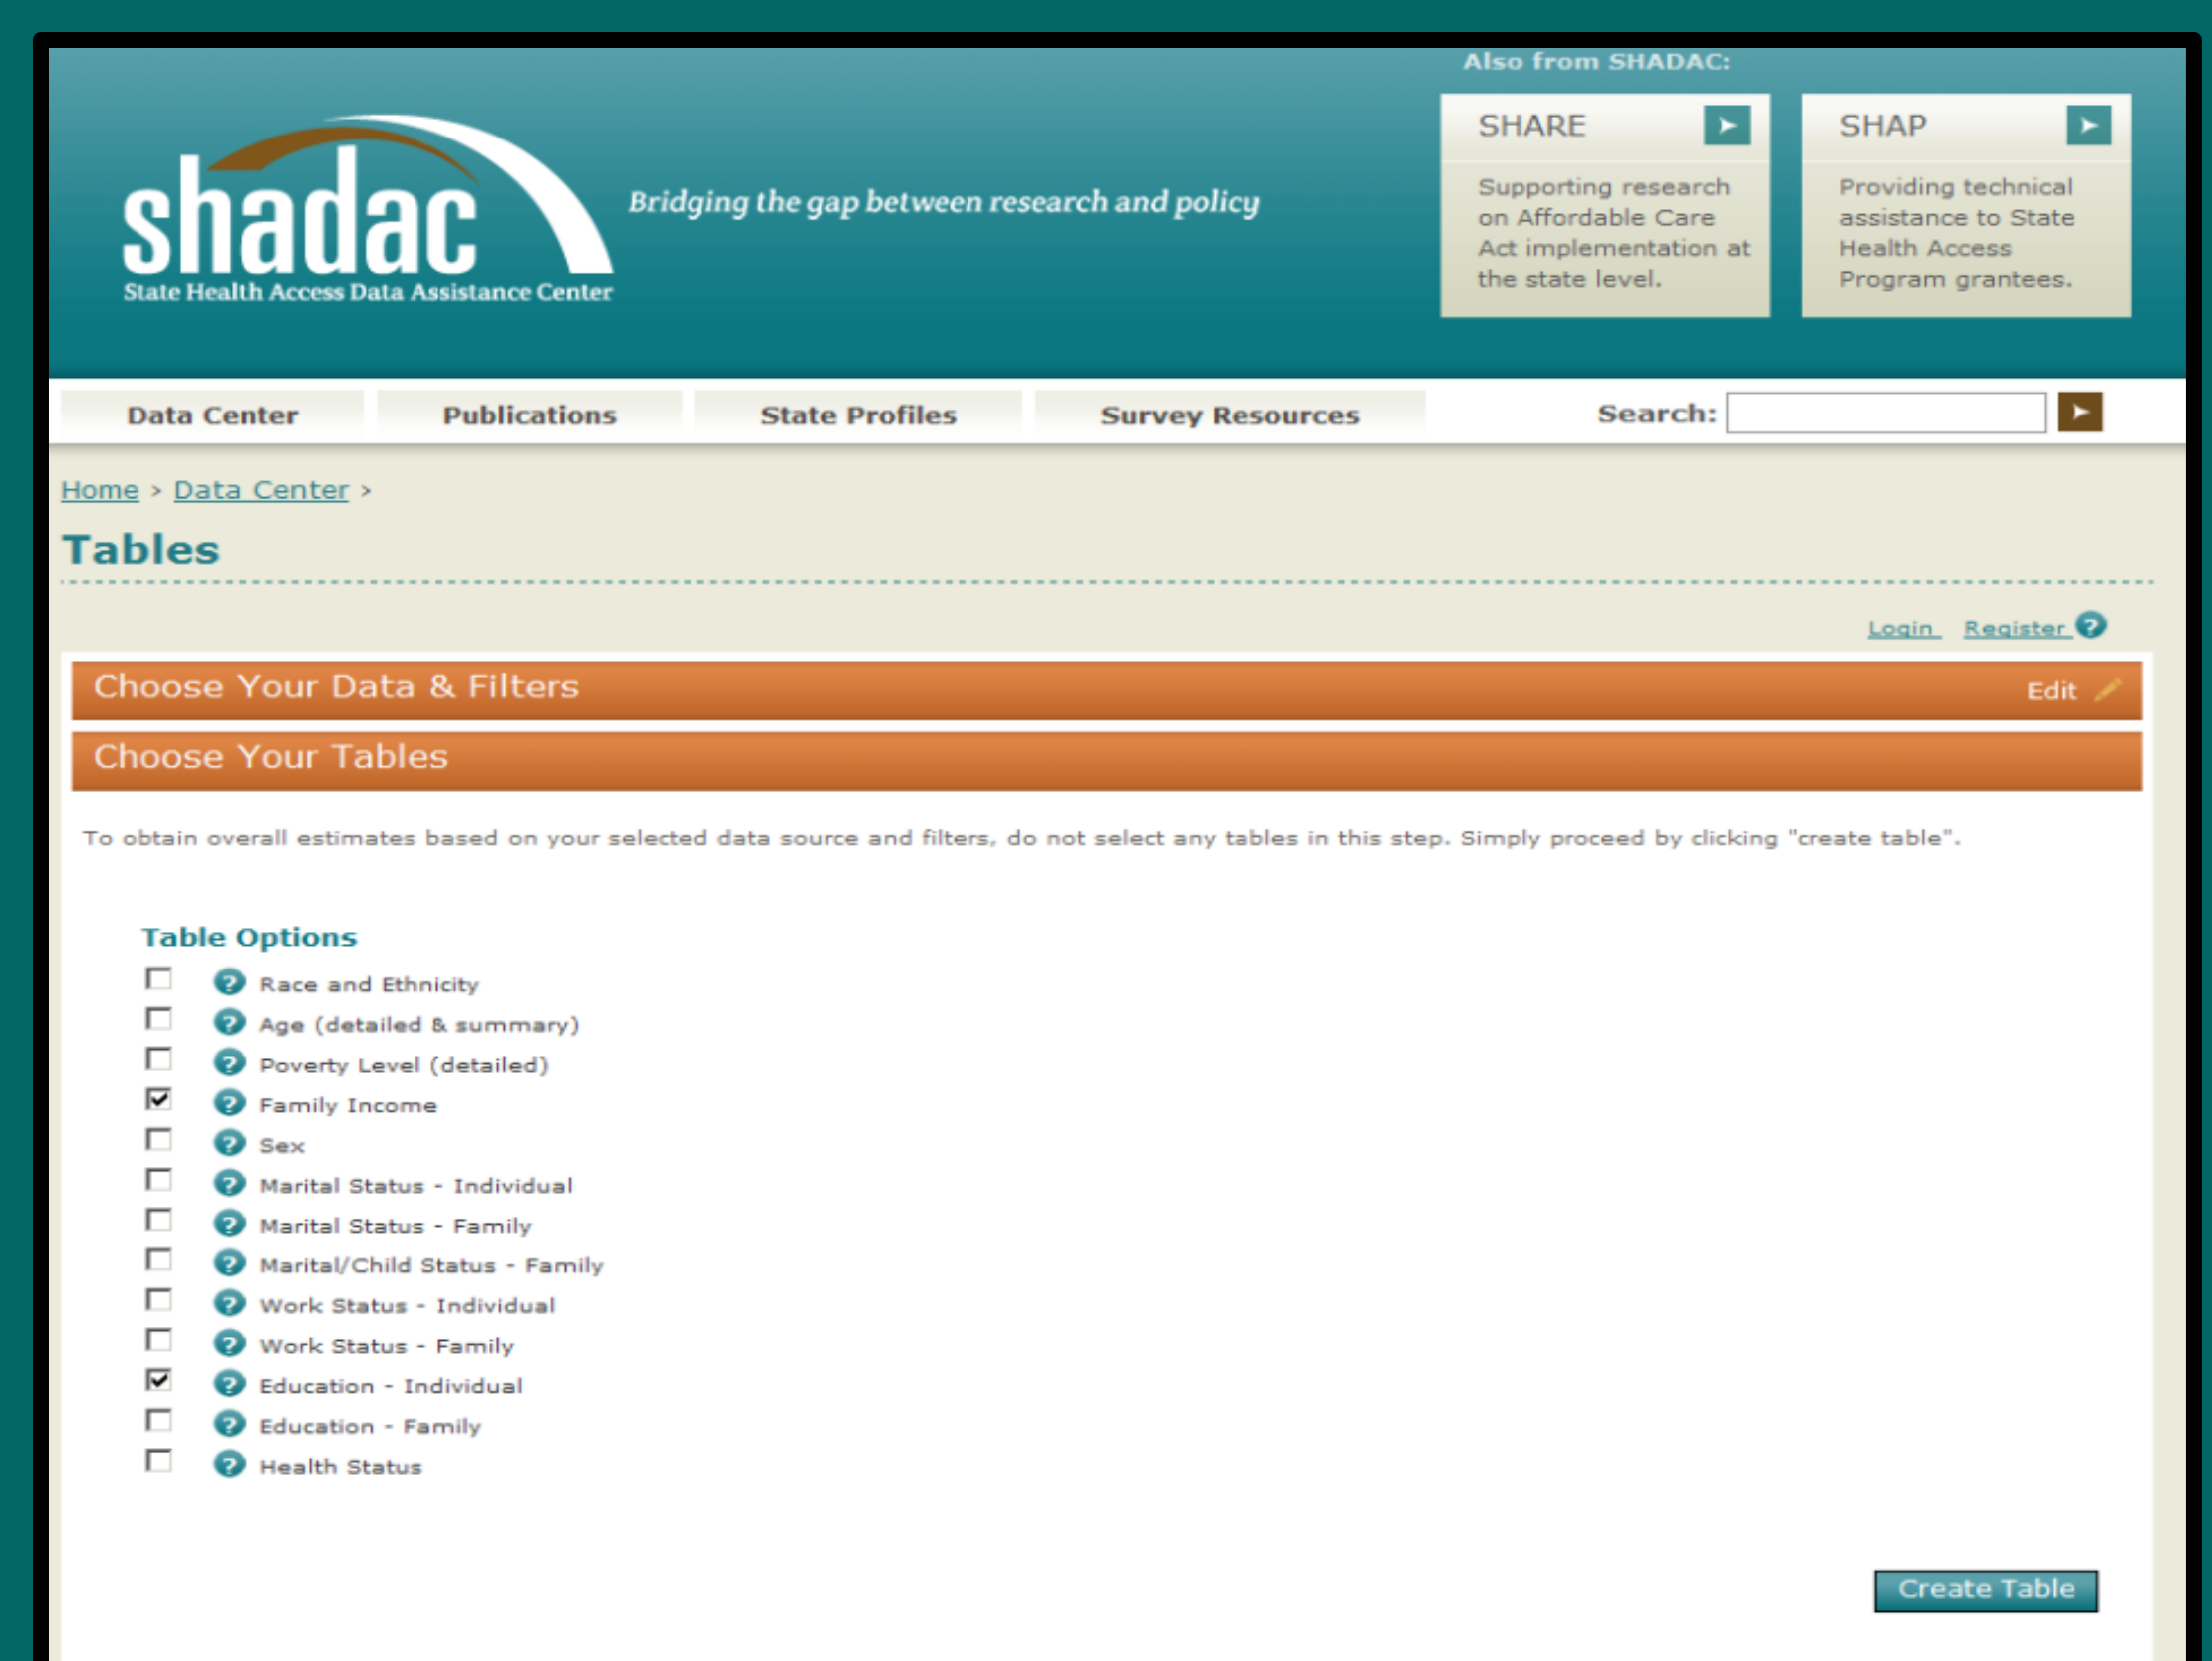 Also from SHADAC:
SHARE
Supporting research
on Affordable Care
Act implementation at
the state level.
SHAP
Providing technical
assistance to State
Health Access
Program grantees.
shadac
State Health Access Data Assistance Center
Bridging the gap between research and policy
Data Center
Publications
State Profiles
Survey Resources
Search:
Home > Data Center >
Tables
Login Register ?
Choose Your Data & Filters
Edit
Choose Your Tables
To obtain overall estimates based on your selected data source and filters, do not select any tables in this step. Simply proceed by clicking "create table".
Table Options
? Race and Ethnicity
? Age (detailed & summary)
? Poverty Level (detailed)
? Family Income
? Sex
? Marital Status - Individual
? Marital Status - Family
? Marital/Child Status - Family
? Work Status - Individual
? Work Status - Family
? Education - Individual
? Education - Family
? Health Status
Create Table